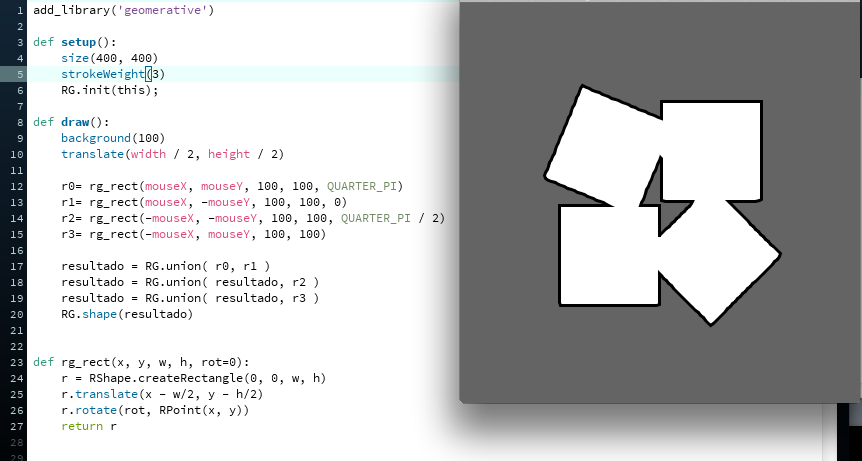 1 add_library('geomerative')
2
3 def setup():
4 size(400, 400)
5 strokeWeight(3)
6 RG.init(this);
7
8 def draw():
9 background(100)
10 translate(width / 2, height / 2)
11
12 r0= rg_rect(mouseX, mouseY, 100, 100, QUARTER_PI)
13 r1= rg_rect(mouseX, -mouseY, 100, 100, 0)
14 r2= rg_rect(-mouseX, -mouseY, 100, 100, QUARTER_PI / 2)
15 r3= rg_rect(-mouseX, mouseY, 100, 100)
16
17 resultado = RG.union( r0, r1 )
18 resultado = RG.union( resultado, r2 )
19 resultado = RG.union( resultado, r3 )
20 RG.shape(resultado)
21
22
23 def rg_rect(x, y, w, h, rot=0):
24 r = RShape.createRectangle(0, 0, w, h)
25 r.translate(x - w/2, y - h/2)
26 r.rotate(rot, RPoint(x, y))
27 return r
28
29